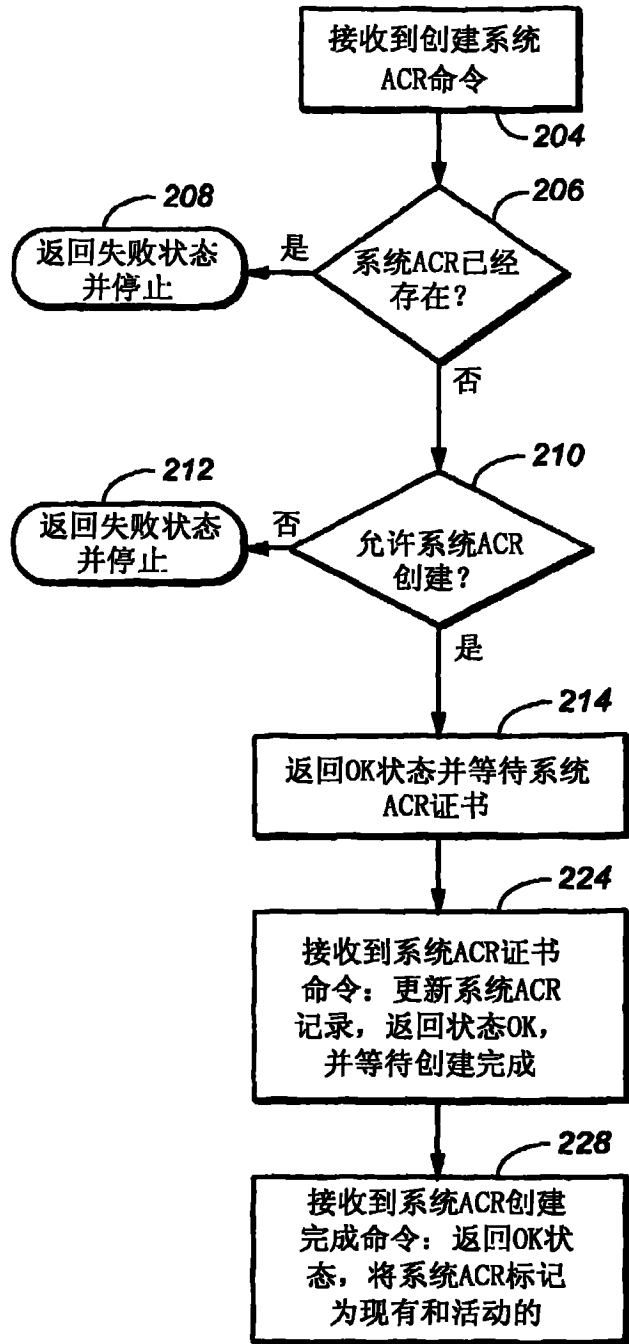 接收到创建系统
ACR命令
204
206
208
返回失败状态
并停止
是
系统ACR已经
存在?
否
210
212
返回失败状态
并停止
否
允许系统ACR
创建?
是
214
返回OK状态并等待系统
ACR证书
224
接收到系统ACR证书
命令：更新系统ACR
记录，返回状态OK，
并等待创建完成
228
接收到系统ACR创建
完成命令：返回OK状
态，将系统ACR标记
为现有和活动的